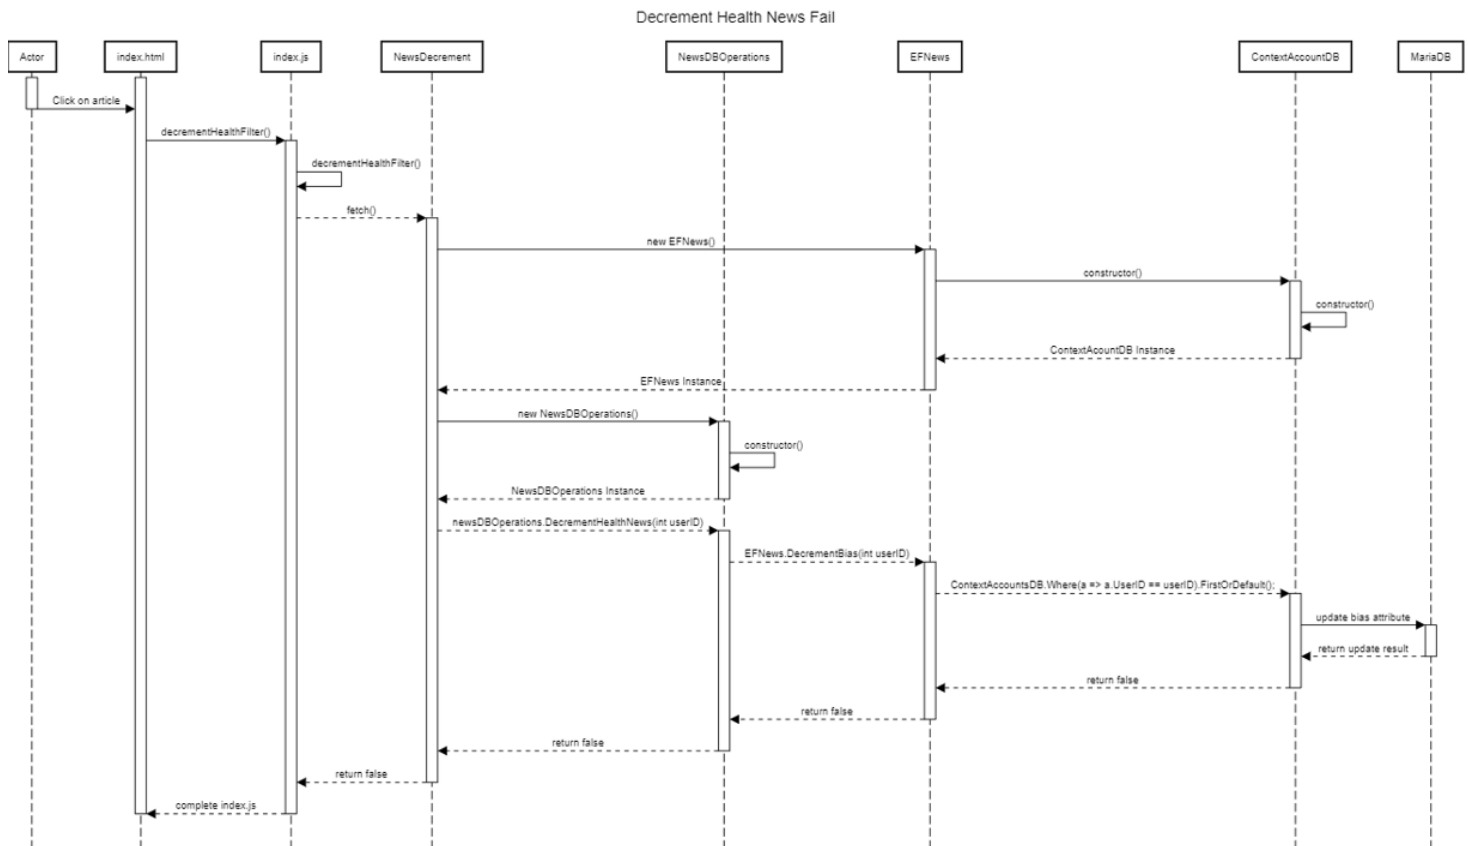 Decrement Health News Fail
Actor
index.html
index.js
NewsDecrement
NewsDBOperations
EFNews
ContextAccountDB
MariaDB
Click on article
decrementHealthFilter()
decrementHealthFilter()
fetch()
new EFNews()
constructor()
constructor()
ContextAcountDB Instance
EFNews Instance
new NewsDBOperations()
constructor()
NewsDBOperations Instance
newsDBOperations.DecrementHealthNews(int userID)
EFNews.DecrementBias(int userID)
ContextAccountsDB.Where(a => a.UserID == userID).FirstOrDefault();
update bias attribute
return update result
return false
return false
return false
return false
complete index.js